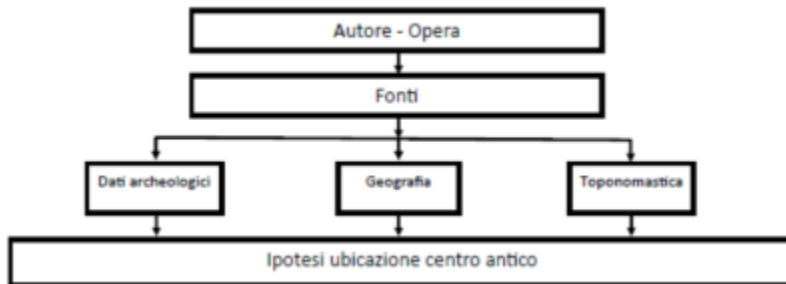 Autore - Opera
Fonti
Dati archeologici
Geografia
Toponomastica
Ipotesi ubicazione centro antico